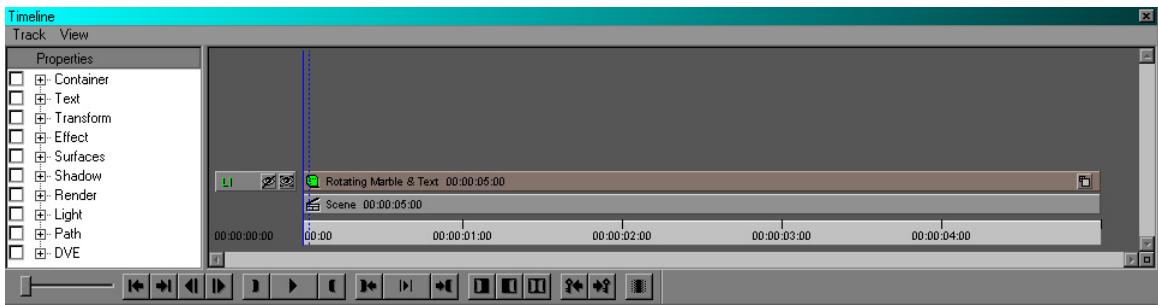 Timeline
Track View
Properties
Container
Text
Transform
Effect
Surfaces
Shadow
Render
Light
Path
DVE
L1
Rotating Marble & Text 00:00:05:00
Scene 00:00:05:00
00:00:00:00 00:00 00:00:01:00 00:00:02:00 00:00:03:00 00:00:04:00